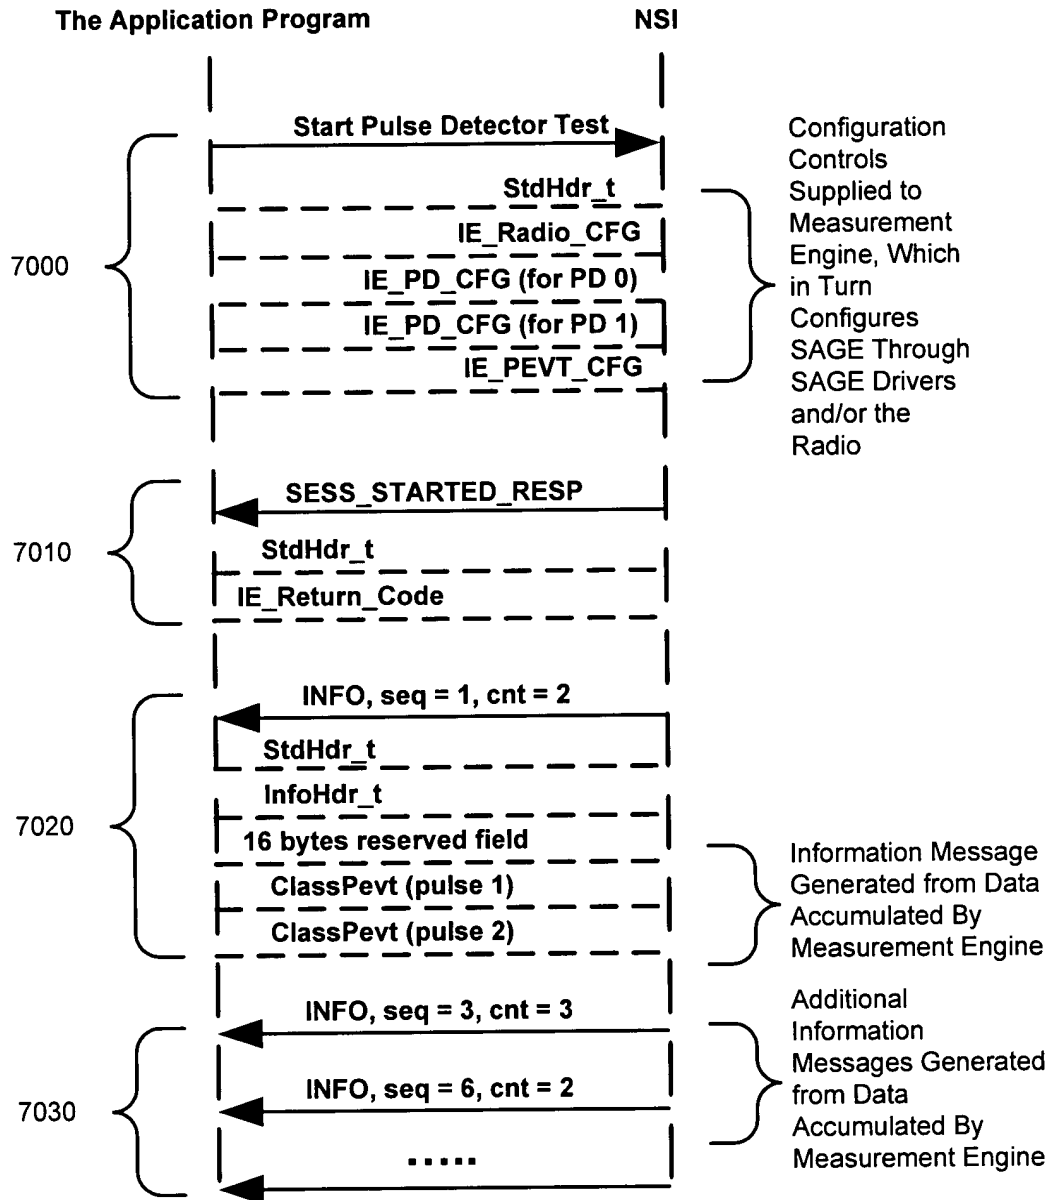 The Application Program
NSI
Start Pulse Detector Test
StdHdr_t
IE_Radio_CFG
IE_PD_CFG (for PD 0)
IE_PD_CFG (for PD 1)
IE_PEVT_CFG
7000
Configuration
Controls
Supplied to
Measurement
Engine, Which
in Turn
Configures
SAGE Through
SAGE Drivers
and/or the
Radio
SESS_STARTED_RESP
StdHdr_t
IE_Return_Code
7010
INFO, seq = 1, cnt = 2
StdHdr_t
InfoHdr_t
16 bytes reserved field
ClassPevt (pulse 1)
ClassPevt (pulse 2)
7020
Information Message
Generated from Data
Accumulated By
Measurement Engine
INFO, seq = 3, cnt = 3
INFO, seq = 6, cnt = 2
.....
7030
Additional
Information
Messages Generated
from Data
Accumulated By
Measurement Engine